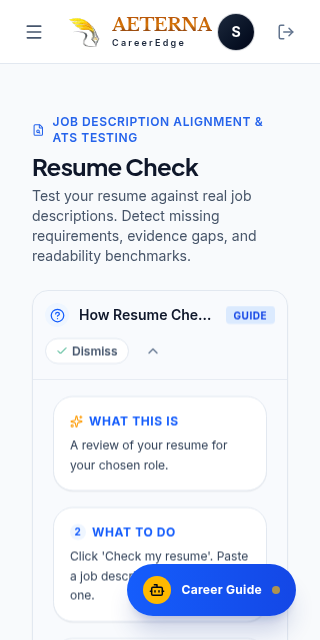 AETERNA
CareerEdge
S
JOB DESCRIPTION ALIGNMENT &
ATS TESTING
Resume Check
Test your resume against real job
descriptions. Detect missing
requirements, evidence gaps, and
readability benchmarks.
How Resume Che...
GUIDE
Dismiss
WHAT THIS IS
A review of your resume for
your chosen role.
2 WHAT TO DO
Click 'Check my resume'. Paste
a job
one.
Career Guide